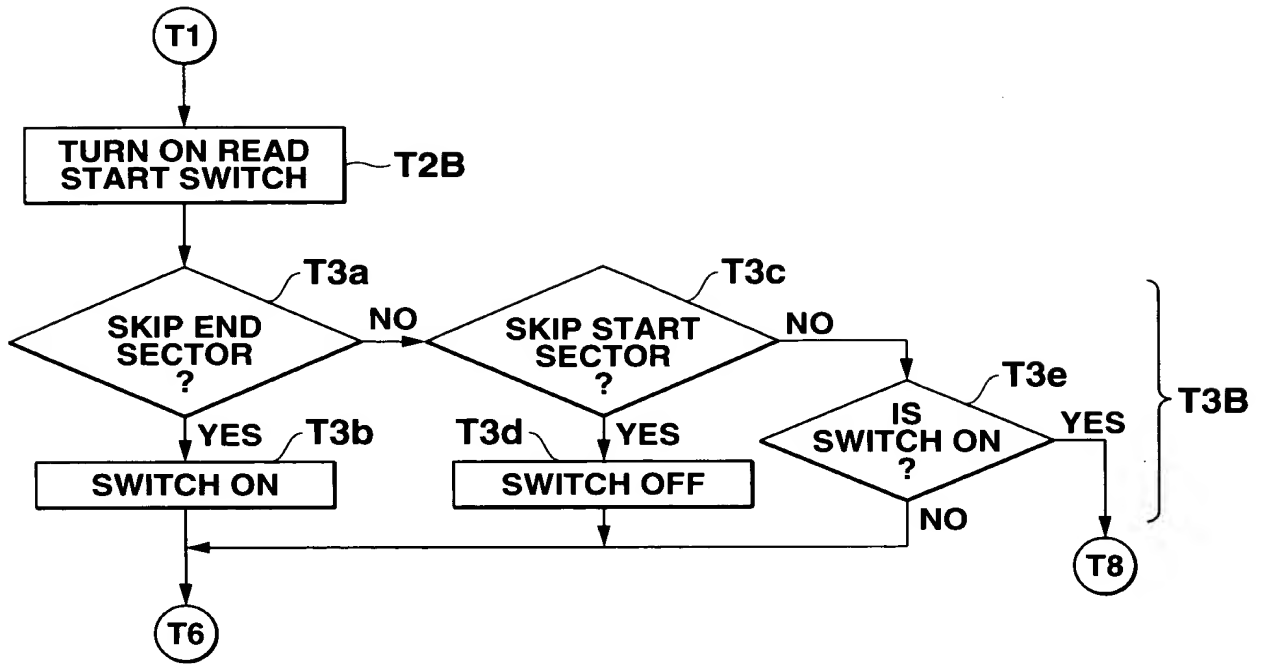 T1
TURN ON READ
START SWITCH
T2B
T3a
SKIP END
SECTOR
?
NO
T3c
SKIP START
SECTOR
?
NO
T3e
IS
SWITCH ON
?
YES
T3B
YES
T3b
SWITCH ON
YES
T3d
SWITCH OFF
NO
T8
T6